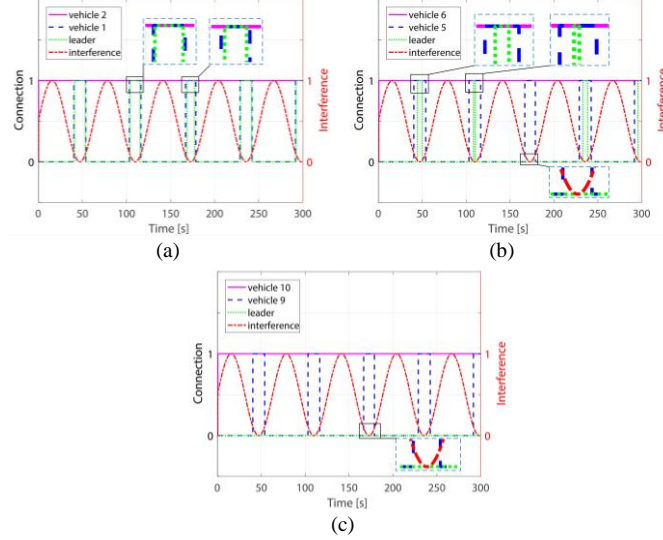 vehicle 2
vehicle 1
leader
interference
Connection
1
0
1
0
Interference
0 50 100 150 200 250 300
Time [s]
(a)
vehicle 6
vehicle 5
leader
interference
Connection
1
0
1
0
Interference
0 50 100 150 200 250 300
Time [s]
(b)
vehicle 10
vehicle 9
leader
interference
Connection
1
0
1
0
Interference
0 50 100 150 200 250 300
Time [s]
(c)